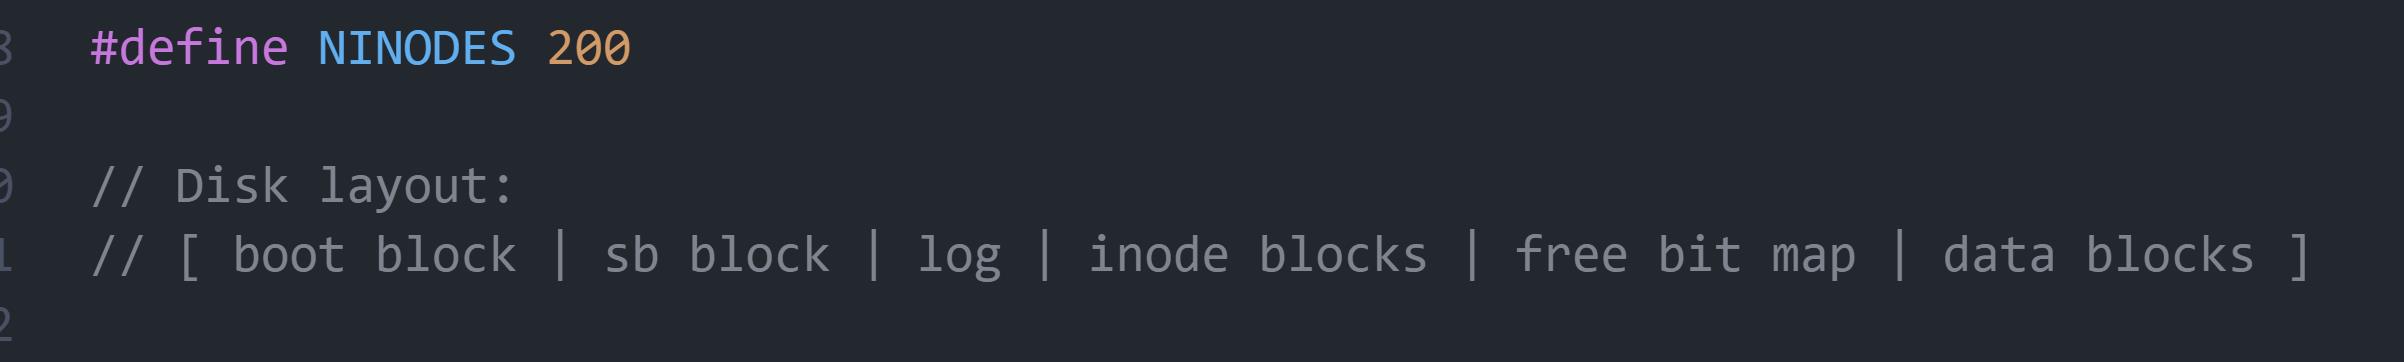 8 #define NINODES 200
9
0 // Disk layout:
1 // [ boot block | sb block | log | inode blocks | free bit map | data blocks ]
2